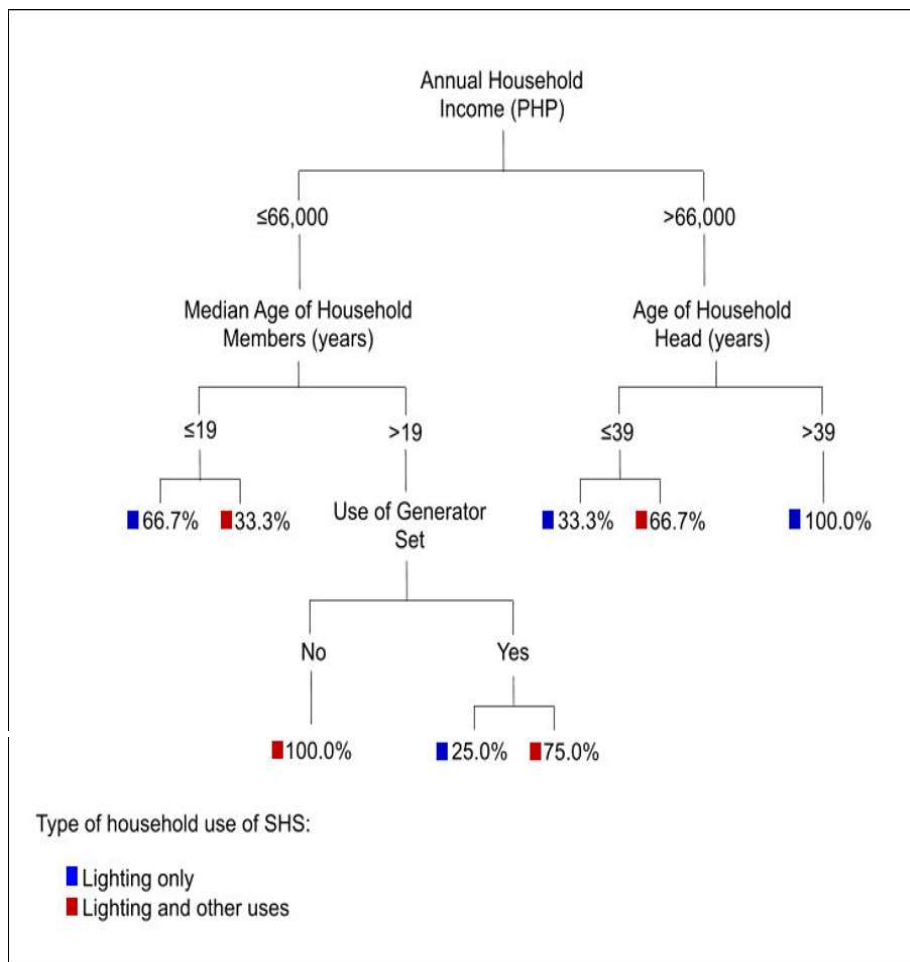 Annual Household
Income (PHP)
≤66,000
>66,000
Median Age of Household
Members (years)
Age of Household
Head (years)
≤19
>19
≤39
>39
66.7%
33.3%
Use of Generator
Set
33.3%
66.7%
100.0%
No
Yes
100.0%
25.0%
75.0%
Type of household use of SHS:
Lighting only
Lighting and other uses